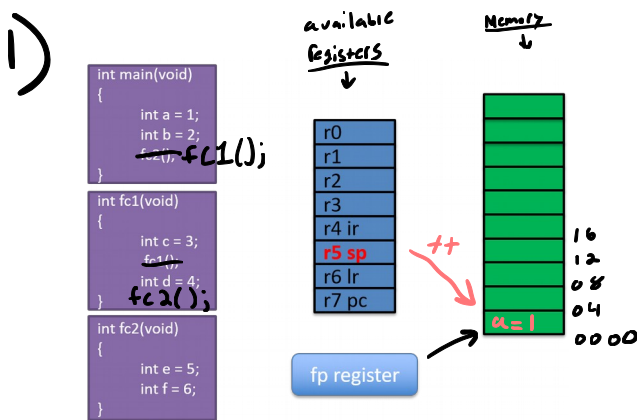 1)
available
registers
Memory
int main(void)
{
int a = 1;
int b = 2;
fc2(); fc1();
}
int fc1(void)
{
int c = 3;
fc1();
int d = 4;
fc2();
}
int fc2(void)
{
int e = 5;
int f = 6;
}
r0
r1
r2
r3
r4 ir
r5 sp
r6 lr
r7 pc
fp register
++
16
12
08
04
a=1
0000